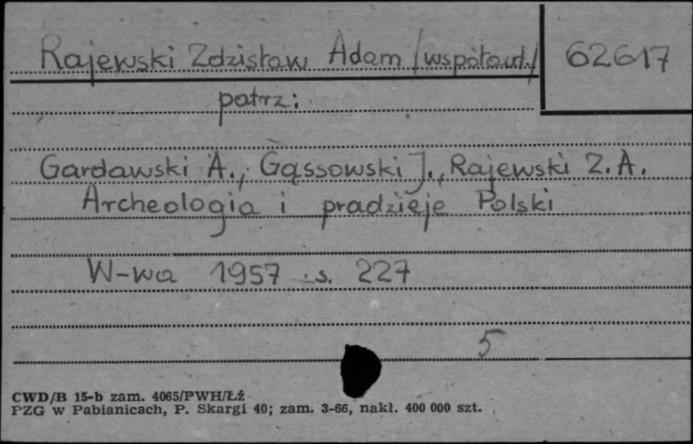 Rajewski Zdzisław Adam /współaut./ 62617
patrz:
Gardawski A., Gąssowski J., Rajewski Z.A.
Archeologia i pradzieje Polski
W-wa 1957 s. 227
5
CWD/B 15-b zam. 4065/PWH/Łź
PZG w Pabianicach, P. Skargi 40; zam. 3-66, nakł. 400 000 szt.